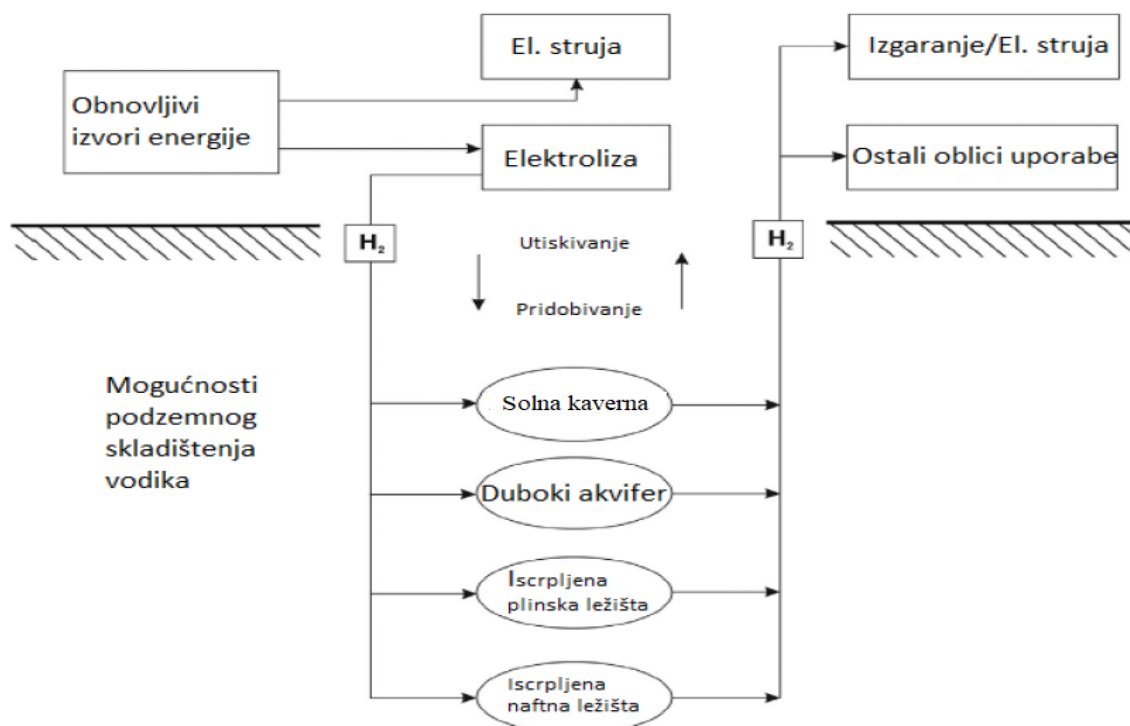 El. struja
Izgaranje/El. struja
Obnovljivi
izvori energije
Elektroliza
Ostali oblici uporabe
H₂
Utiskivanje
H₂
Pridobivanje
Mogućnosti
podzemnog
skladištenja
vodika
Solna kaverna
Duboki akvifer
Iscrpljena
plinska ležišta
Iscrpljena
naftna ležišta